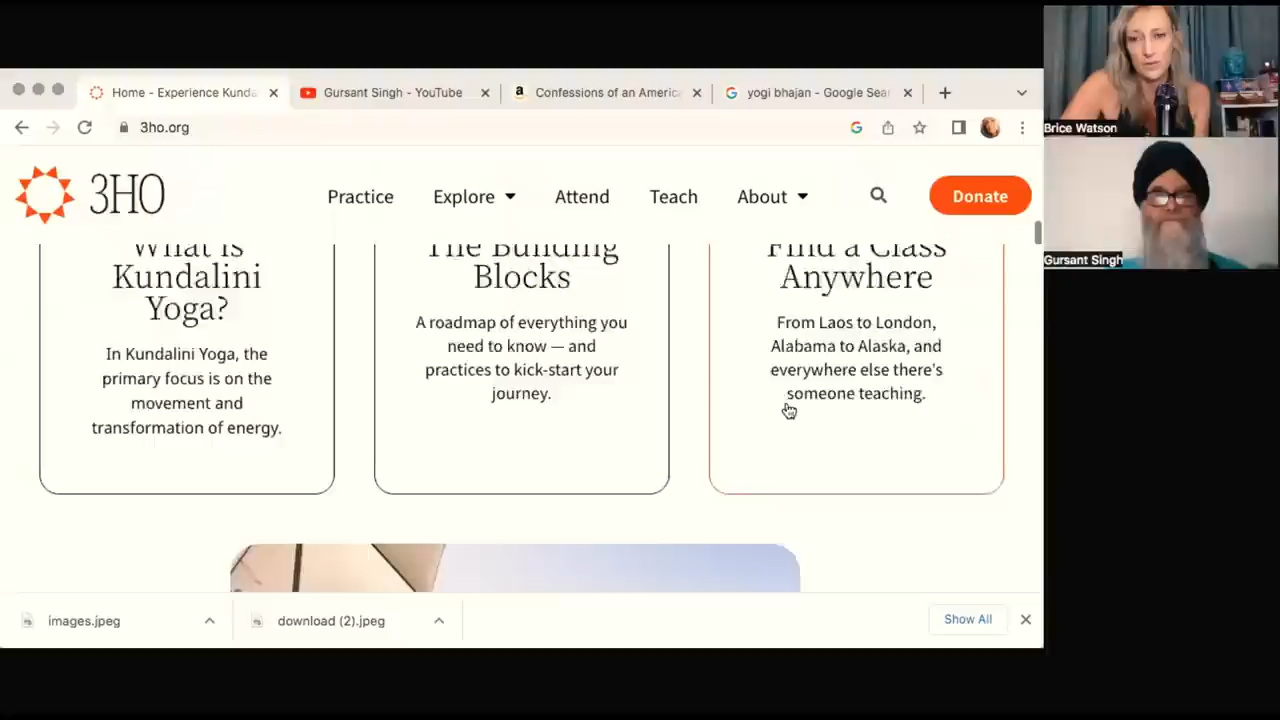 Home - Experience Kunda
Gursant Singh - YouTube
Confessions of an America
yogi bhajan - Google Sear
3ho.org
3HO
Practice
Explore
Attend
Teach
About
Donate
What is
Kundalini
Yoga?
In Kundalini Yoga, the
primary focus is on the
movement and
transformation of energy.
The Building
Blocks
A roadmap of everything you
need to know — and
practices to kick-start your
journey.
Find a Class
Anywhere
From Laos to London,
Alabama to Alaska, and
everywhere else there's
someone teaching.
images.jpeg
download (2).jpeg
Show All
Brice Watson
Gursant Singh